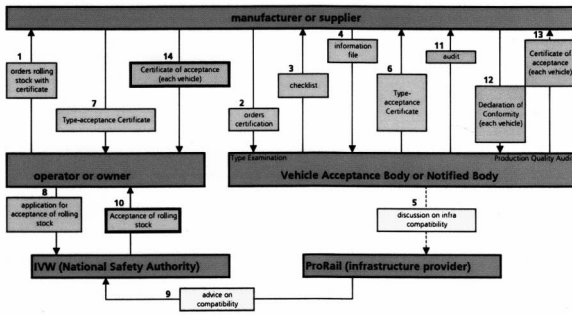 manufacturer or supplier
1
orders rolling
stock with
certificate
7
Type-acceptance Certificate
14
Certificate of acceptance
(each vehicle)
2
orders
certification
3
checklist
4
information
file
6
Type-
acceptance
Certificate
11
audit
12
Declaration of
Conformity
(each vehicle)
13
Certificate of
acceptance
(each vehicle)
operator or owner
Type Examination
Production Quality Audit
Vehicle Acceptance Body or Notified Body
8
application for
acceptance of rolling
stock
10
Acceptance of rolling
stock
5
discussion on infra
compatibility
IVW (National Safety Authority)
ProRail (infrastructure provider)
9
advice on
compatibility